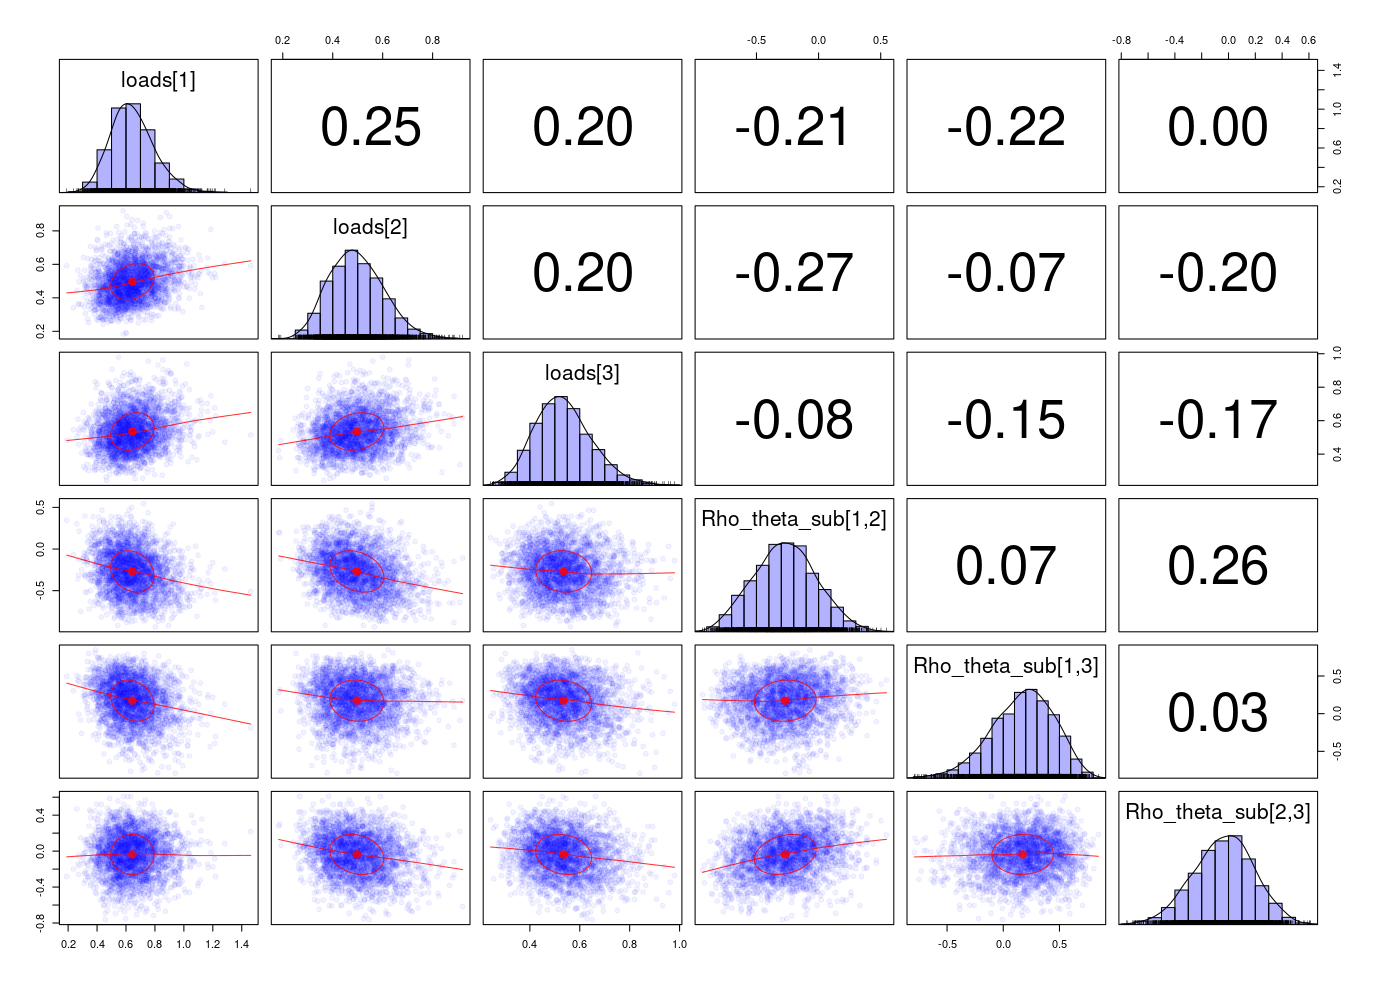 0.2 0.4 0.6 0.8 -0.5 0.0 0.5 -0.8 -0.4 0.0 0.2 0.4 0.6
loads[1] 0.25 0.20 -0.21 -0.22 0.00
0.2 0.6 1.0 1.4
0.2 0.4 0.6 0.8
loads[2] 0.20 -0.27 -0.07 -0.20
loads[3] -0.08 -0.15 -0.17
0.4 0.6 0.8 1.0
-0.5 0.0 0.5
Rho_theta_sub[1,2] 0.07 0.26
Rho_theta_sub[1,3] 0.03
-0.5 0.0 0.5
-0.8 -0.4 0.0 0.4
Rho_theta_sub[2,3]
0.2 0.4 0.6 0.8 1.0 1.2 1.4 0.4 0.6 0.8 1.0 -0.5 0.0 0.5